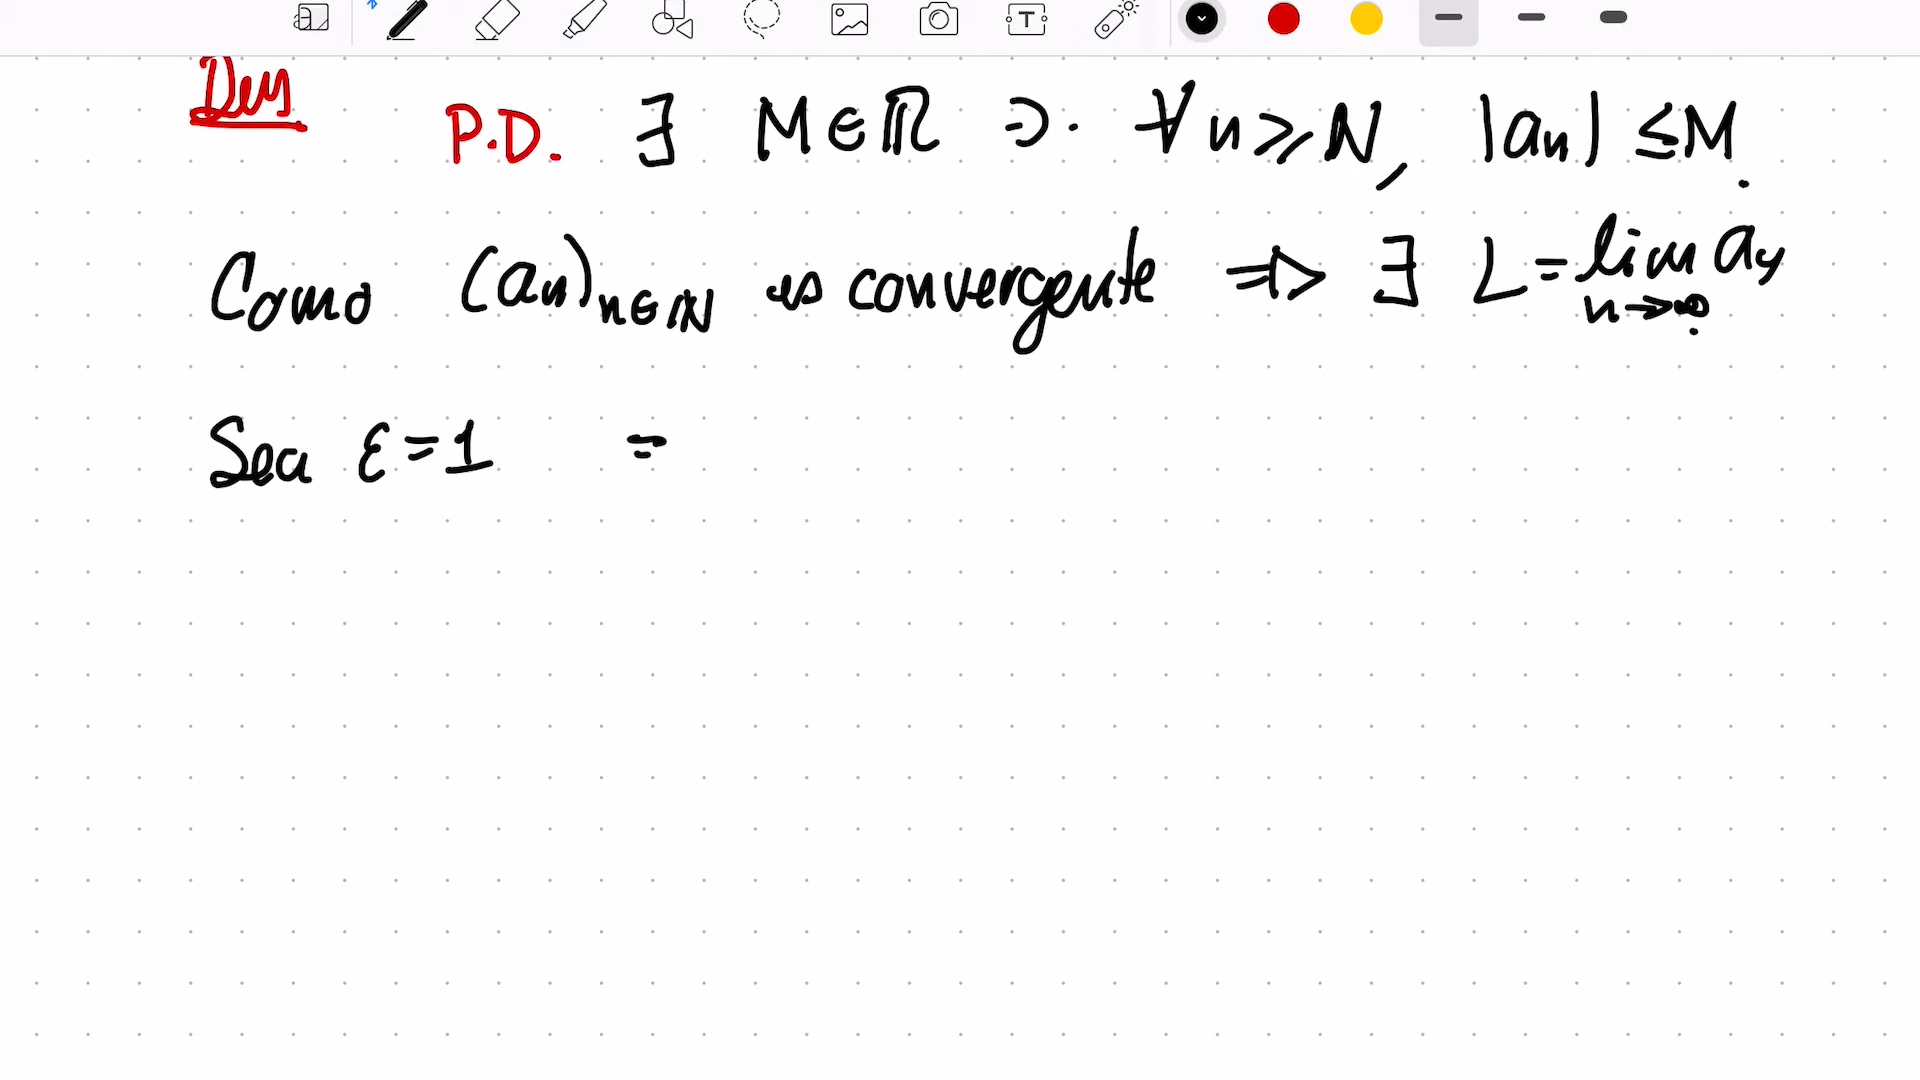 Dem
P.D. ∃ M∈ℝ ∋. ∀n⩾N, |aₙ| ≤M.
Como (aₙ)ₙ∈ℕ es convergente ⇒ ∃ L=lim aₙ
n→∞.
Sea ε=1 =